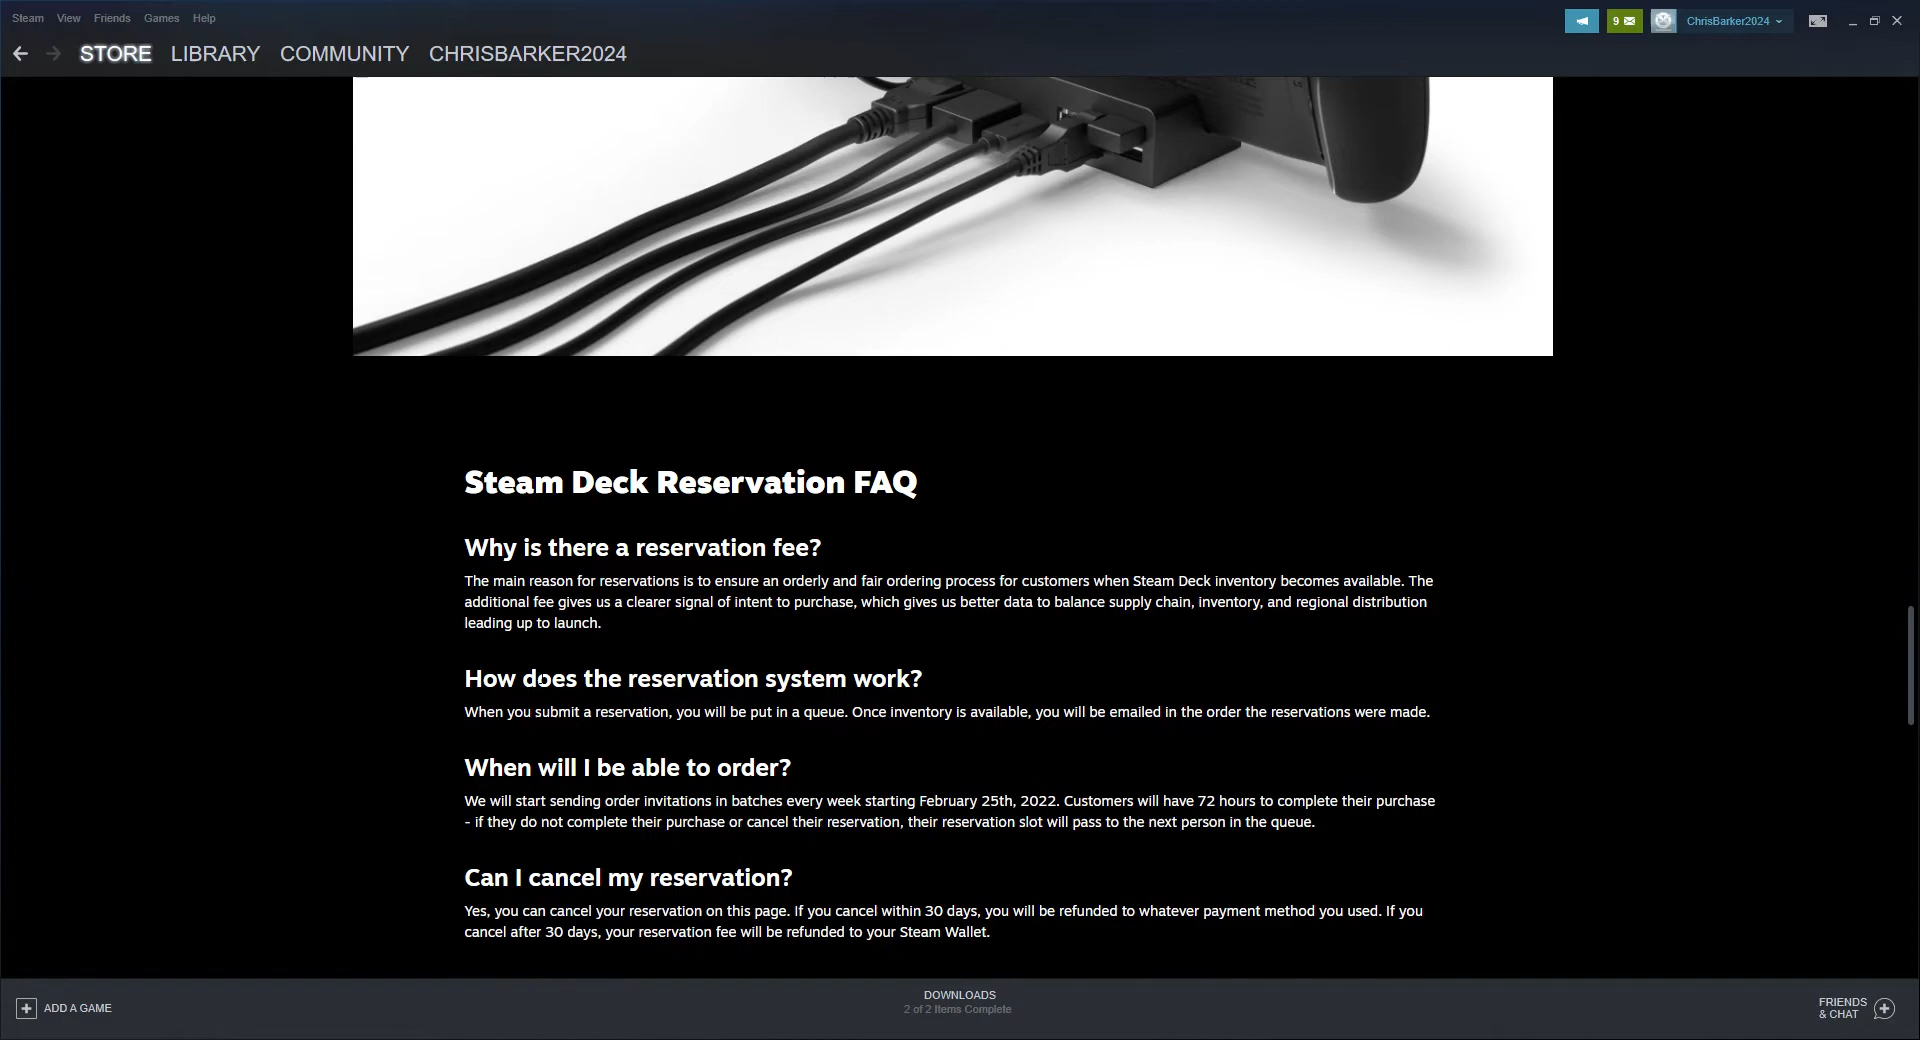 Steam View Friends Games Help
9 ChrisBarker2024
STORE LIBRARY COMMUNITY CHRISBARKER2024
Steam Deck Reservation FAQ
Why is there a reservation fee?
The main reason for reservations is to ensure an orderly and fair ordering process for customers when Steam Deck inventory becomes available. The
additional fee gives us a clearer signal of intent to purchase, which gives us better data to balance supply chain, inventory, and regional distribution
leading up to launch.
How does the reservation system work?
When you submit a reservation, you will be put in a queue. Once inventory is available, you will be emailed in the order the reservations were made.
When will I be able to order?
We will start sending order invitations in batches every week starting February 25th, 2022. Customers will have 72 hours to complete their purchase
- if they do not complete their purchase or cancel their reservation, their reservation slot will pass to the next person in the queue.
Can I cancel my reservation?
Yes, you can cancel your reservation on this page. If you cancel within 30 days, you will be refunded to whatever payment method you used. If you
cancel after 30 days, your reservation fee will be refunded to your Steam Wallet.
ADD A GAME
DOWNLOADS
2 of 2 Items Complete
FRIENDS
& CHAT